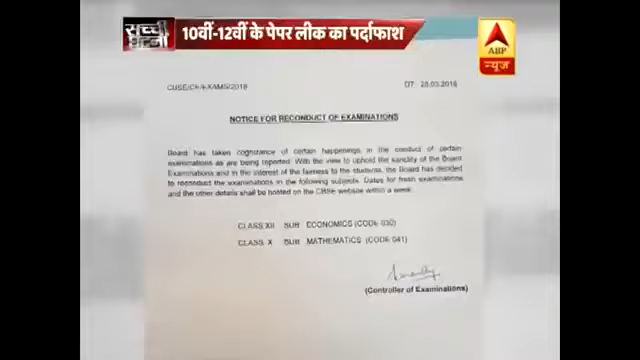 सच्ची घटना
10वीं-12वीं के पेपर लीक का पर्दाफाश
ABP
न्यूज़
CBSE/CE/EXAMS/2018
DT - 28.03.2018
NOTICE FOR RECONDUCT OF EXAMINATIONS
Board has taken cognizance of certain happenings in the conduct of certain
examinations as are being reported. With the view to uphold the sanctity of the Board
Examinations and in the interest of the fairness to the students, the Board has decided
to reconduct the examinations in the following subjects. Dates for fresh examinations
and the other details shall be hosted on the CBSE website within a week.
CLASS XII SUB ECONOMICS (CODE 030)
CLASS X SUB MATHEMATICS (CODE 041)
(Controller of Examinations)